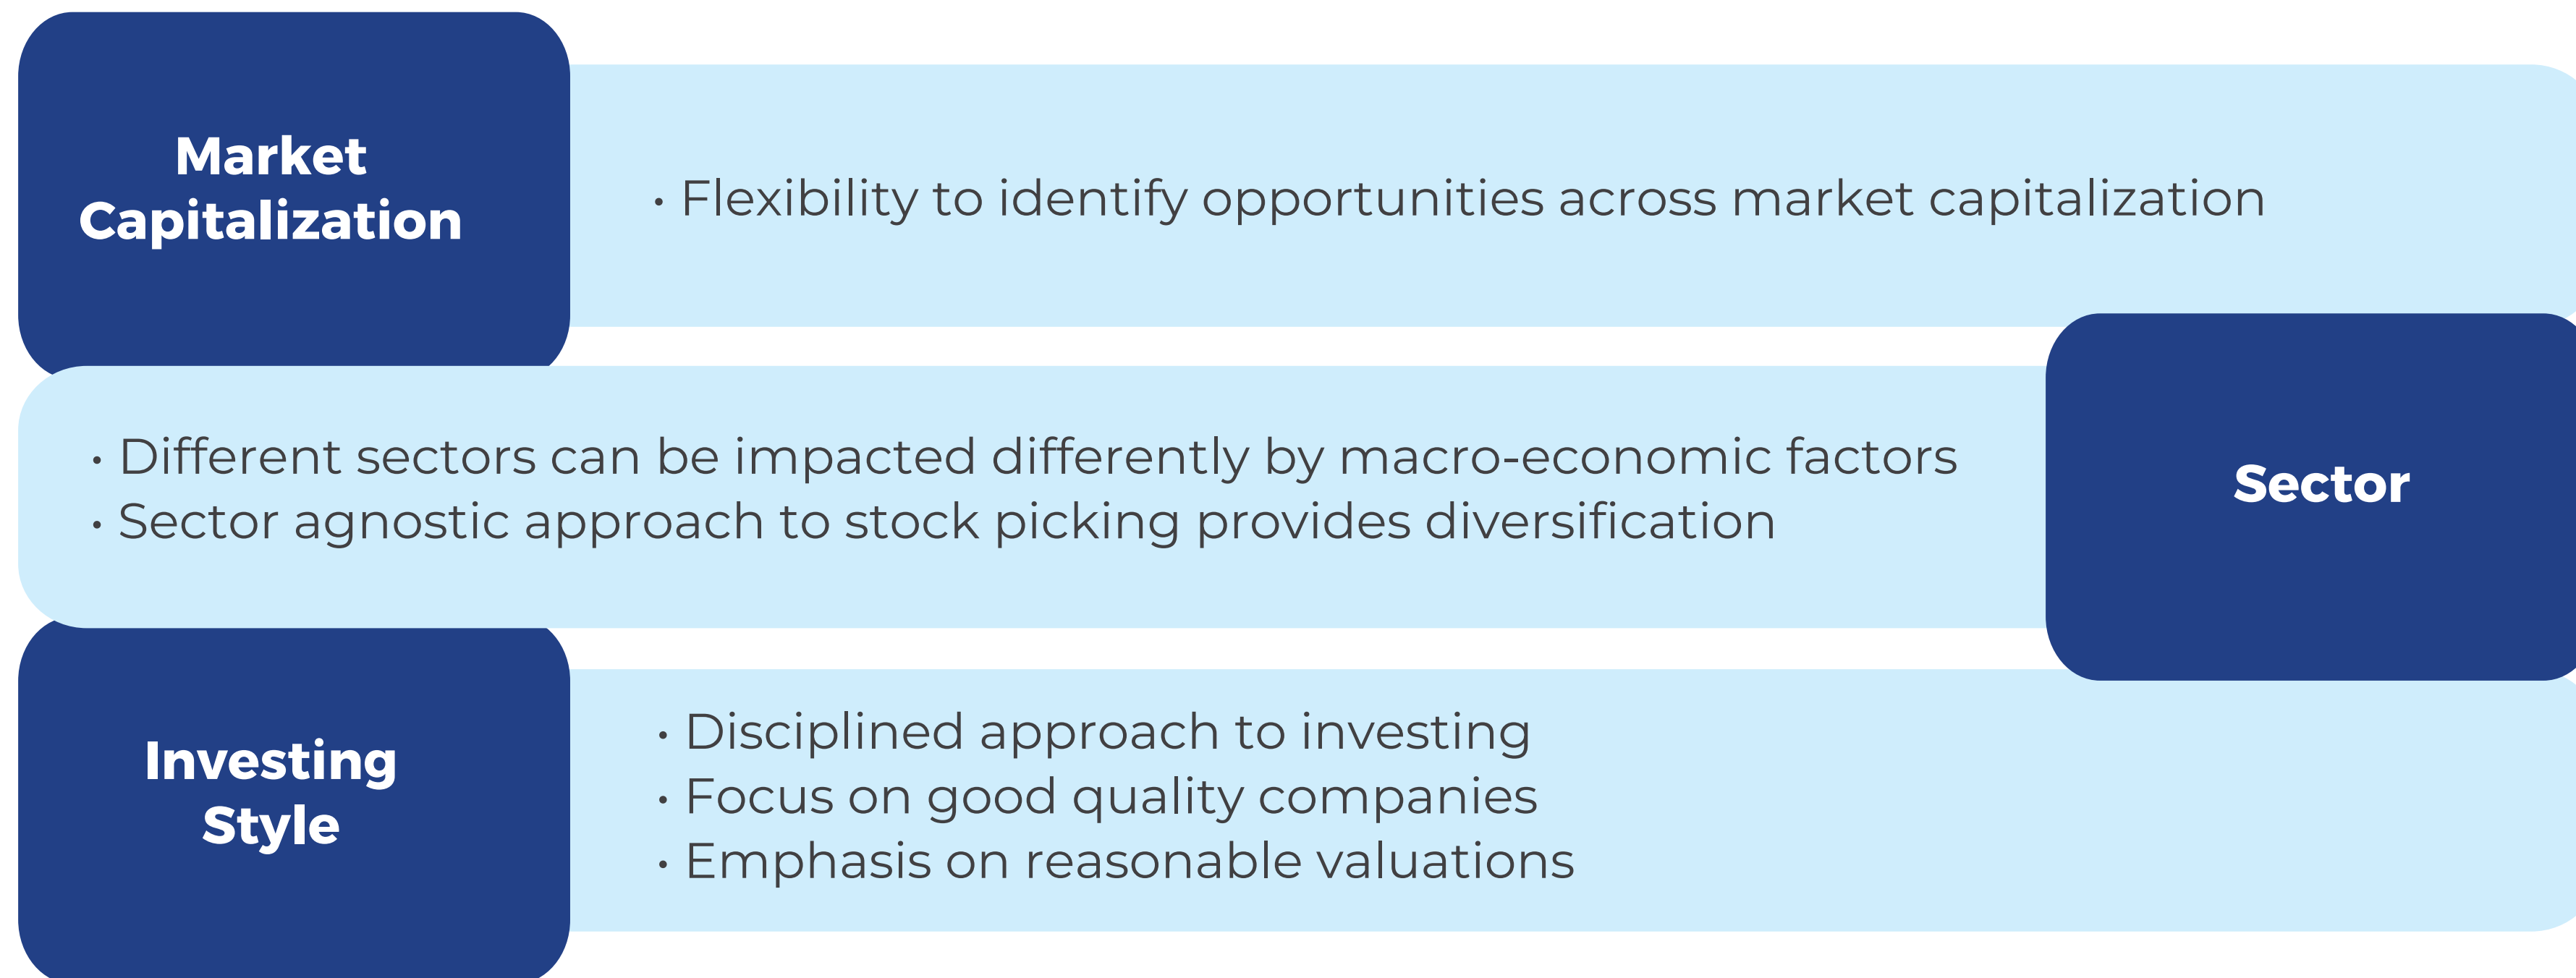 Market
Capitalization
• Flexibility to identify opportunities across market capitalization
• Different sectors can be impacted differently by macro-economic factors
• Sector agnostic approach to stock picking provides diversification
Sector
Investing
Style
• Disciplined approach to investing
• Focus on good quality companies
• Emphasis on reasonable valuations